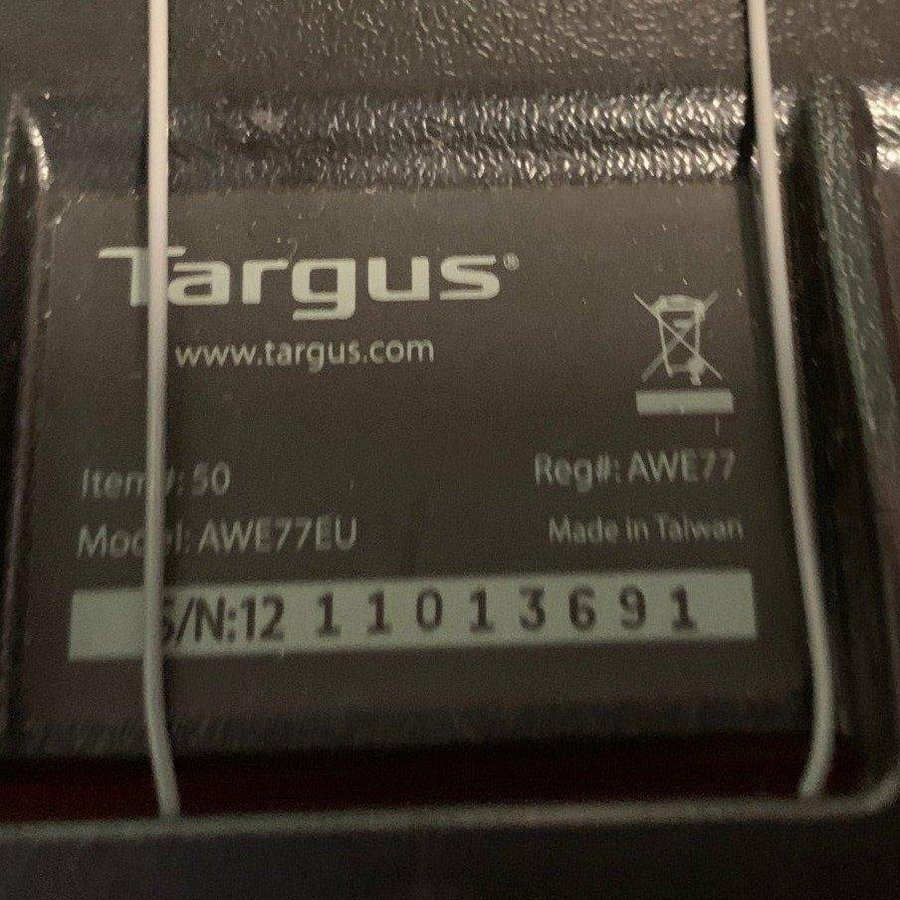 Targus®
www.targus.com
Item#: 50
Reg#: AWE77
Model: AWE77EU
Made in Taiwan
S/N:12 11013691